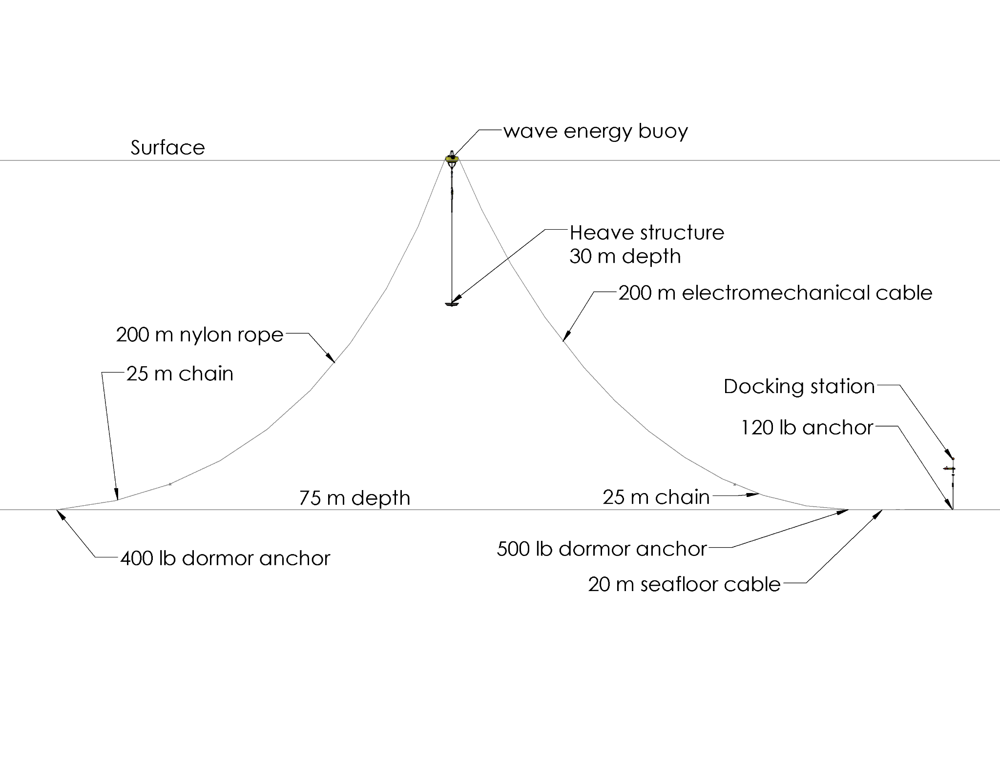 wave energy buoy
Surface
Heave structure
30 m depth
200 m electromechanical cable
200 m nylon rope
25 m chain
Docking station
120 lb anchor
75 m depth
25 m chain
500 lb dormor anchor
400 lb dormor anchor
20 m seafloor cable